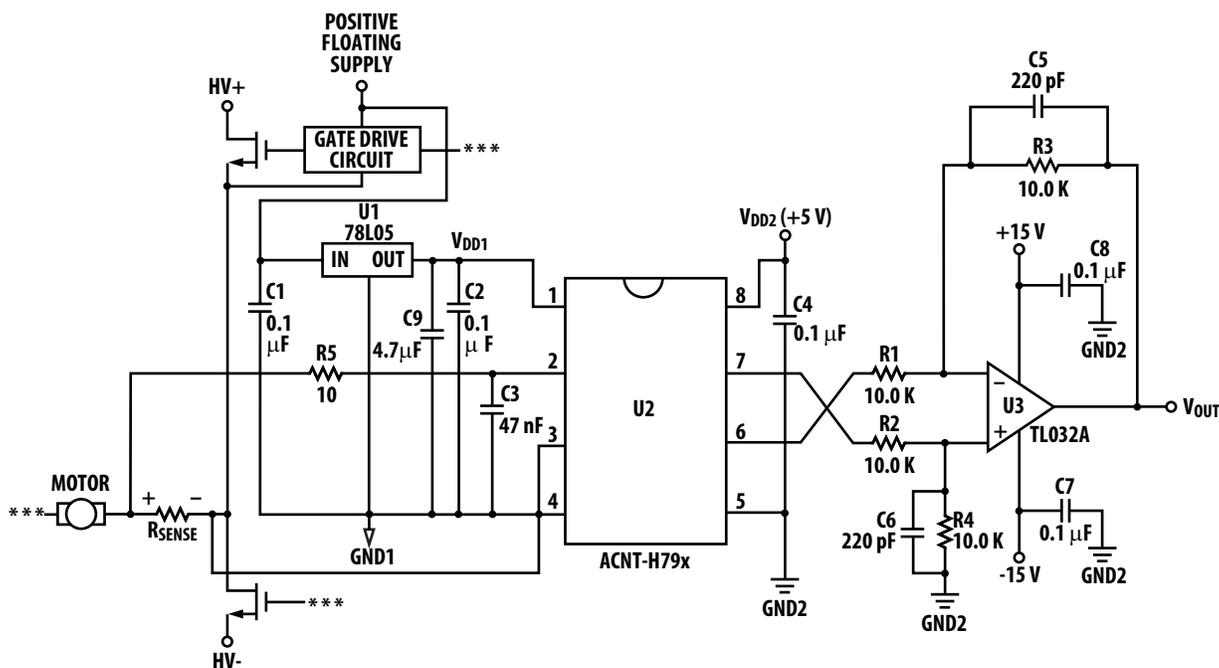 POSITIVE
FLOATING
SUPPLY
HV+
GATE DRIVE
CIRCUIT
***
U1
78L05
IN OUT
VDD1
C1
0.1
μF
C9
4.7μF
C2
0.1
μ F
R5
10
C3
47 nF
MOTOR
***
+ −
RSENSE
GND1
***
HV-
1
2
3
4
8
7
6
5
U2
ACNT-H79x
VDD2 (+5 V)
C4
0.1 μF
GND2
R1
10.0 K
R2
10.0 K
C5
220 pF
R3
10.0 K
+15 V
C8
0.1 μF
GND2
−
+
U3
TL032A
VOUT
C6
220 pF
R4
10.0 K
GND2
C7
0.1 μF
GND2
-15 V